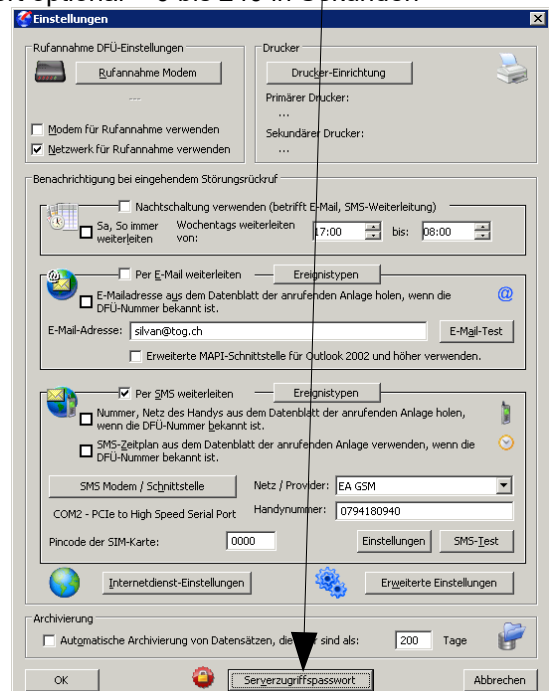 optional 0 bis 240 in Sekunden
Einstellungen
Rufannahme DFÜ-Einstellungen
Drucker
Rufannahme Modem
Drucker-Einrichtung
---
Primärer Drucker:
...
Modem für Rufannahme verwenden
Sekundärer Drucker:
Netzwerk für Rufannahme verwenden
...
Benachrichtigung bei eingehendem Störungsrückruf
Nachtschaltung verwenden (betrifft E-Mail, SMS-Weiterleitung)
Sa, So immer weiterleiten
Wochentags weiterleiten von:
17:00
bis:
08:00
Per E-Mail weiterleiten
Ereignistypen
E-Mailadresse aus dem Datenblatt der anrufenden Anlage holen, wenn die
DFÜ-Nummer bekannt ist.
E-Mail-Adresse:
silvan@tog.ch
E-Mail-Test
Erweiterte MAPI-Schnittstelle für Outlook 2002 und höher verwenden.
Per SMS weiterleiten
Ereignistypen
Nummer, Netz des Handys aus dem Datenblatt der anrufenden Anlage holen,
wenn die DFÜ-Nummer bekannt ist.
SMS-Zeitplan aus dem Datenblatt der anrufenden Anlage verwenden, wenn die
DFÜ-Nummer bekannt ist.
SMS Modem / Schnittstelle
Netz / Provider:
EA GSM
COM2 - PCIe to High Speed Serial Port
Handynummer:
0794180940
Pincode der SIM-Karte:
0000
Einstellungen
SMS-Test
Internetdienst-Einstellungen
Erweiterte Einstellungen
Archivierung
Automatische Archivierung von Datensätzen, die sind als:
200
Tage
OK
Serverzugriffspasswort
Abbrechen